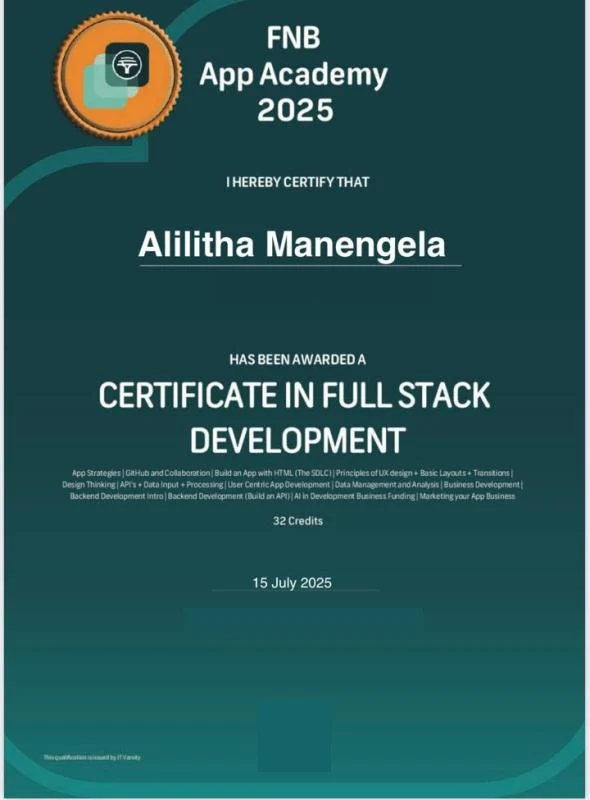 FNB
App Academy
2025
I HEREBY CERTIFY THAT
Alilitha Manengela
HAS BEEN AWARDED A
CERTIFICATE IN FULL STACK
DEVELOPMENT
App Strategies | GitHub and Collaboration | Build an App with HTML (The SDLC) | Principles of UX design + Basic Layouts + Transitions |
Design Thinking | API's + Data Input + Processing | User Centric App Development | Data Management and Analysis | Business Development |
Backend Development Intro | Backend Development (Build an API) | AI in Development Business Funding | Marketing your App Business
32 Credits
15 July 2025
This qualification is issued by IT Varsity